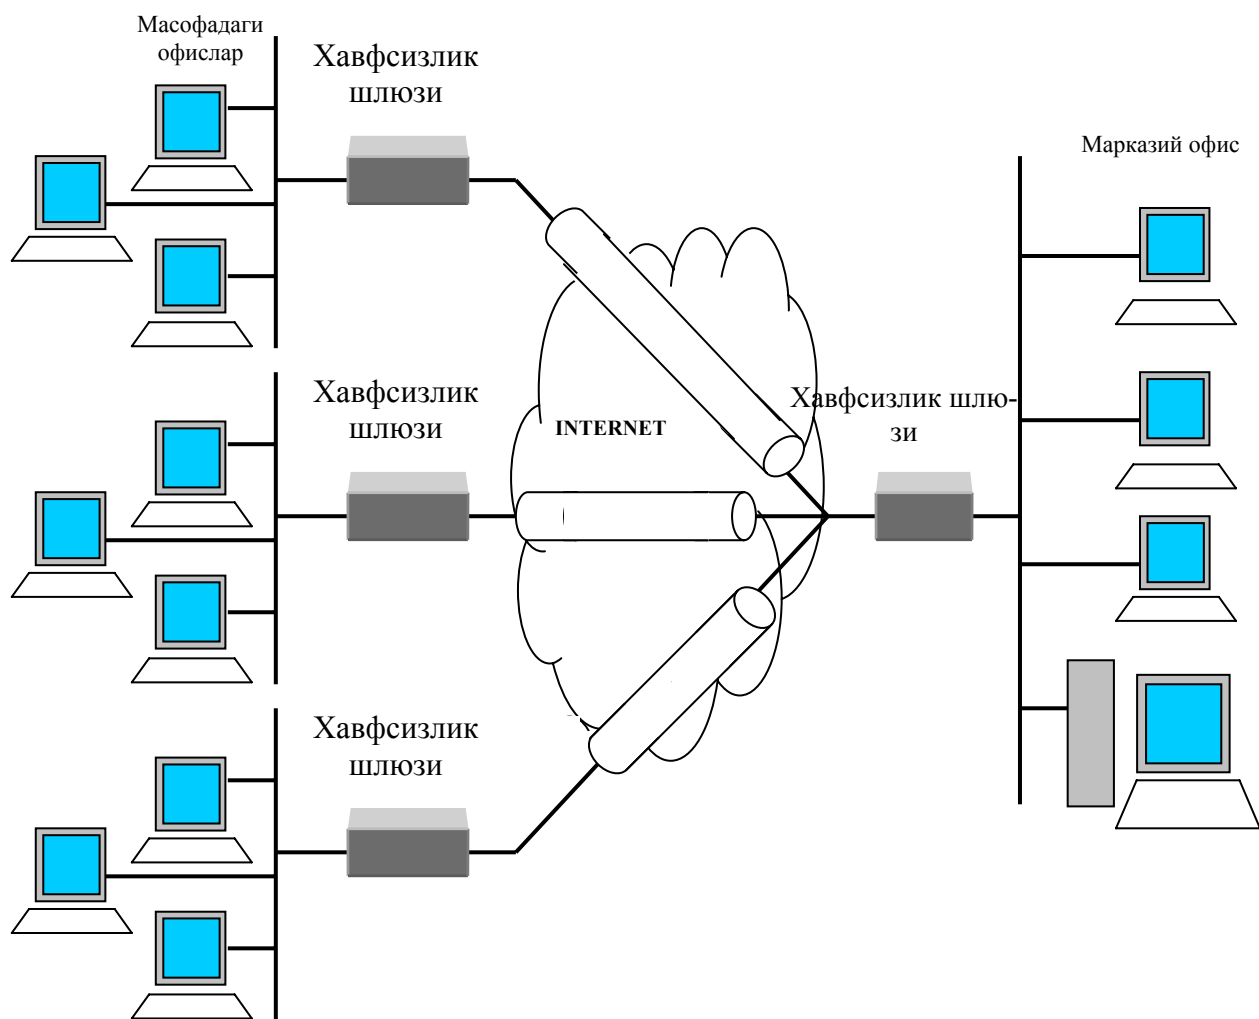 Масофадаги
офислар
Хавфсизлик
шлюзи
Марказий офис
Хавфсизлик
шлюзи
Хавфсизлик шлю-
зи
INTERNET
Хавфсизлик
шлюзи